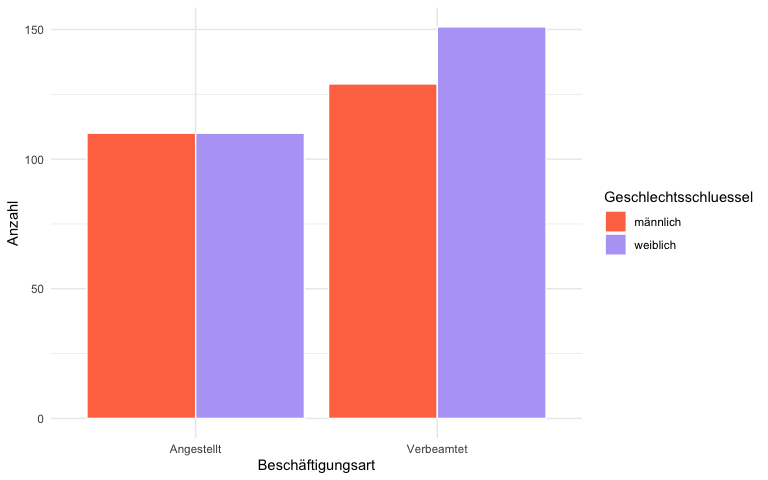 150
100
50
0
Anzahl
Angestellt
Verbeamtet
Beschäftigungsart
Geschlechtsschluessel
männlich
weiblich